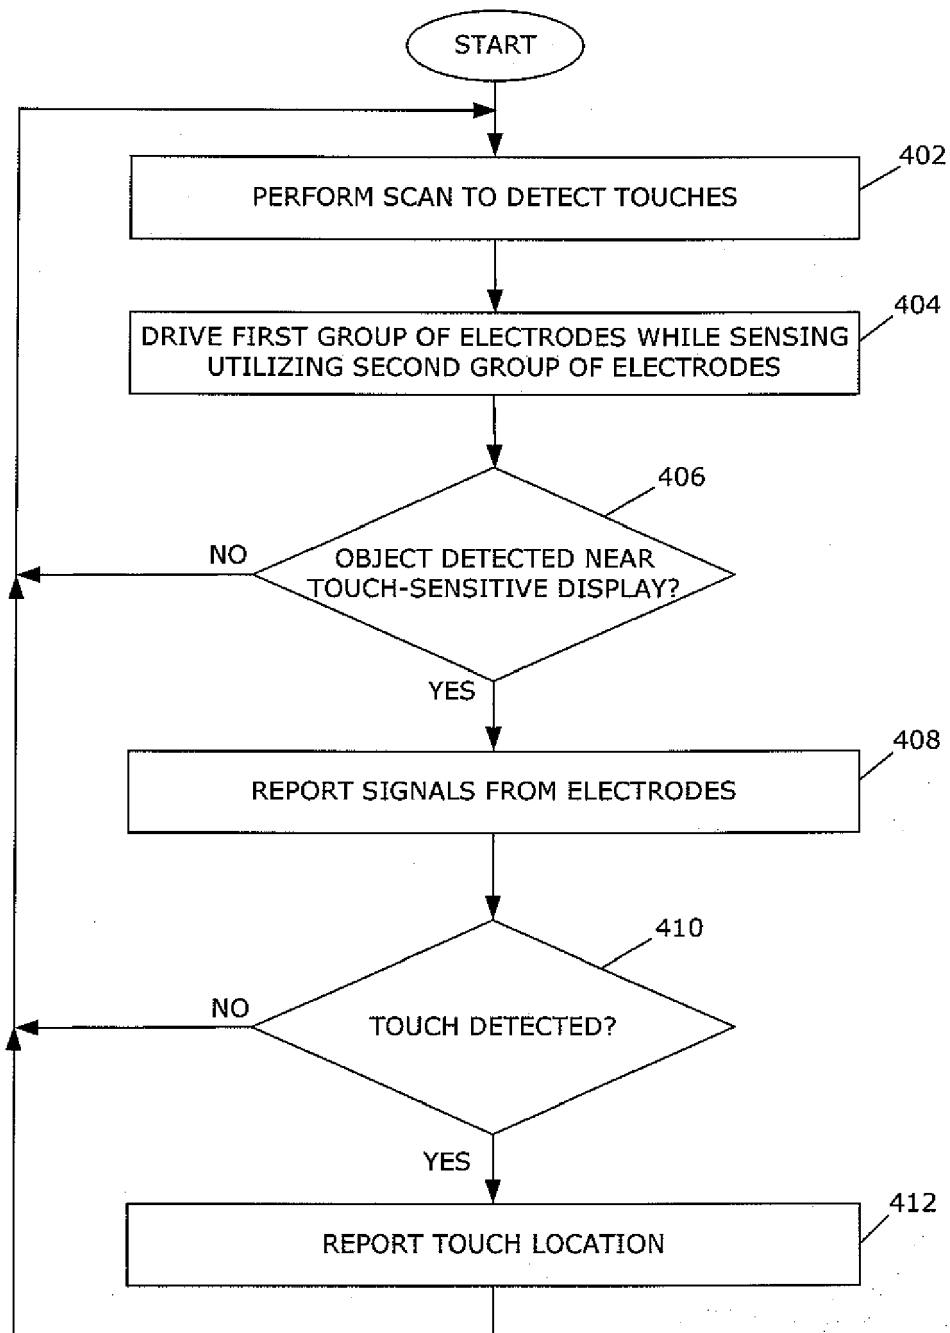 START
402
PERFORM SCAN TO DETECT TOUCHES
404
DRIVE FIRST GROUP OF ELECTRODES WHILE SENSING
UTILIZING SECOND GROUP OF ELECTRODES
406
NO
OBJECT DETECTED NEAR
TOUCH-SENSITIVE DISPLAY?
YES
408
REPORT SIGNALS FROM ELECTRODES
410
NO
TOUCH DETECTED?
YES
412
REPORT TOUCH LOCATION